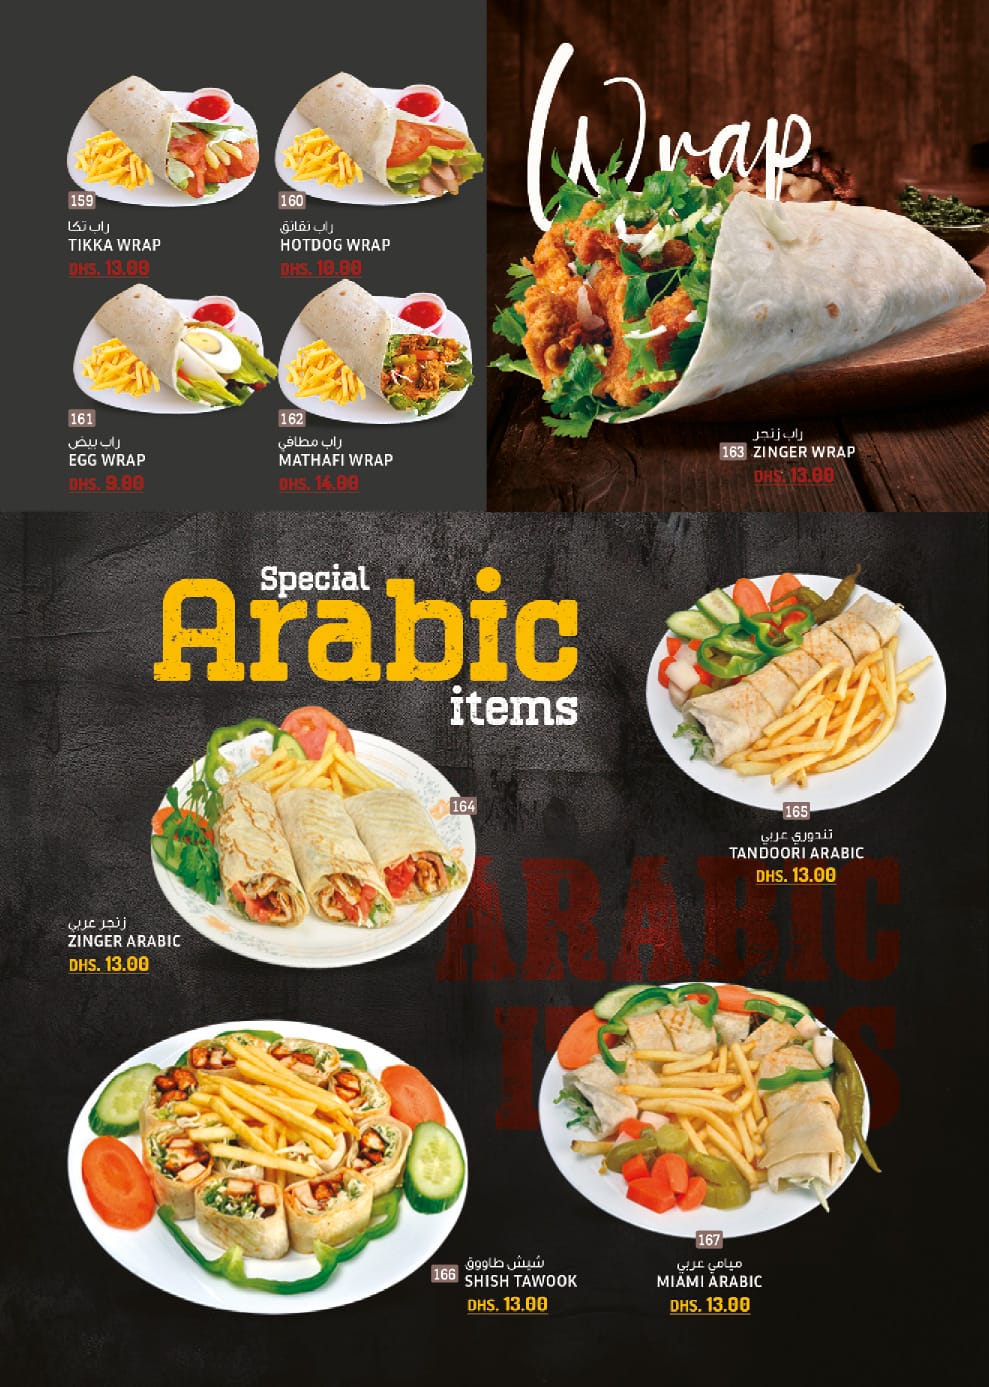 Wrap
159
راب تكا
TIKKA WRAP
DHS. 13.00
160
راب نقانق
HOTDOG WRAP
DHS. 10.00
161
راب بيض
EGG WRAP
DHS. 9.00
162
راب مطافي
MATHAFI WRAP
DHS. 14.00
راب زنجر
163 ZINGER WRAP
DHS. 13.00
Special
Arabic
items
ARABIC
ITEMS
164
زنجر عربي
ZINGER ARABIC
DHS. 13.00
165
تندوري عربي
TANDOORI ARABIC
DHS. 13.00
شيش طاووق
166 SHISH TAWOOK
DHS. 13.00
167
ميامي عربي
MIAMI ARABIC
DHS. 13.00